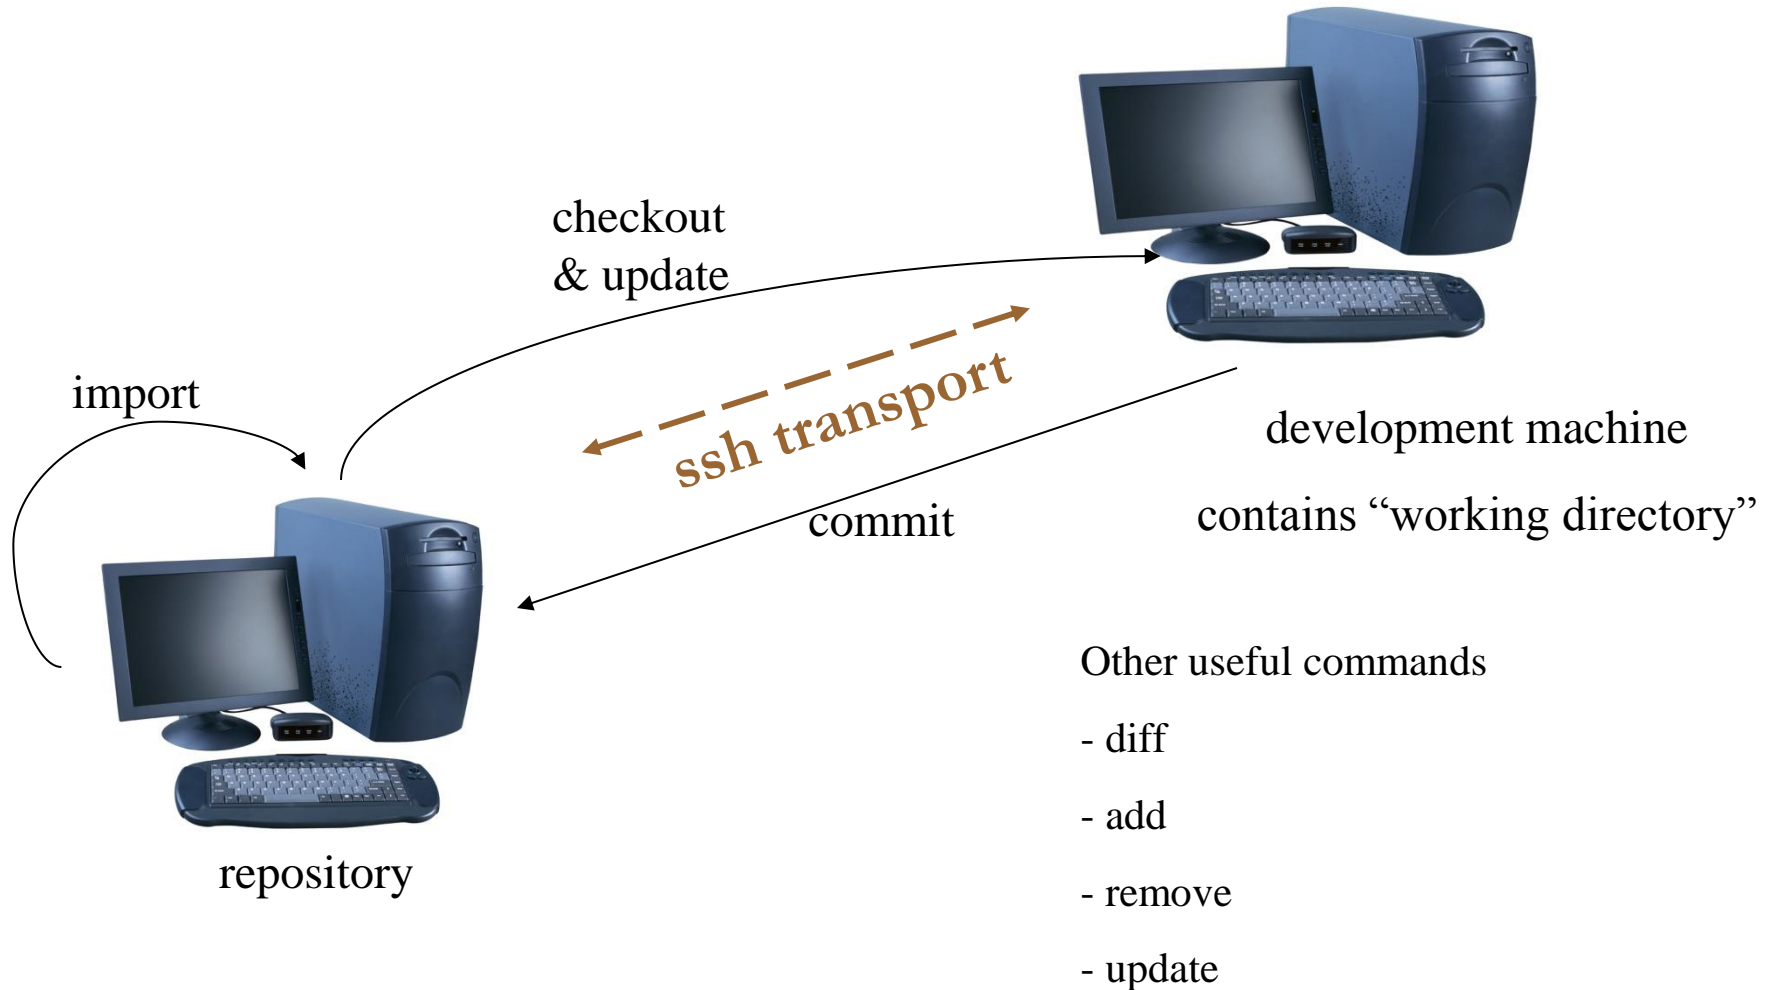 checkout
& update
import
ssh transport
development machine
commit
contains “working directory”
Other useful commands
- diff
- add
repository
- remove
- update